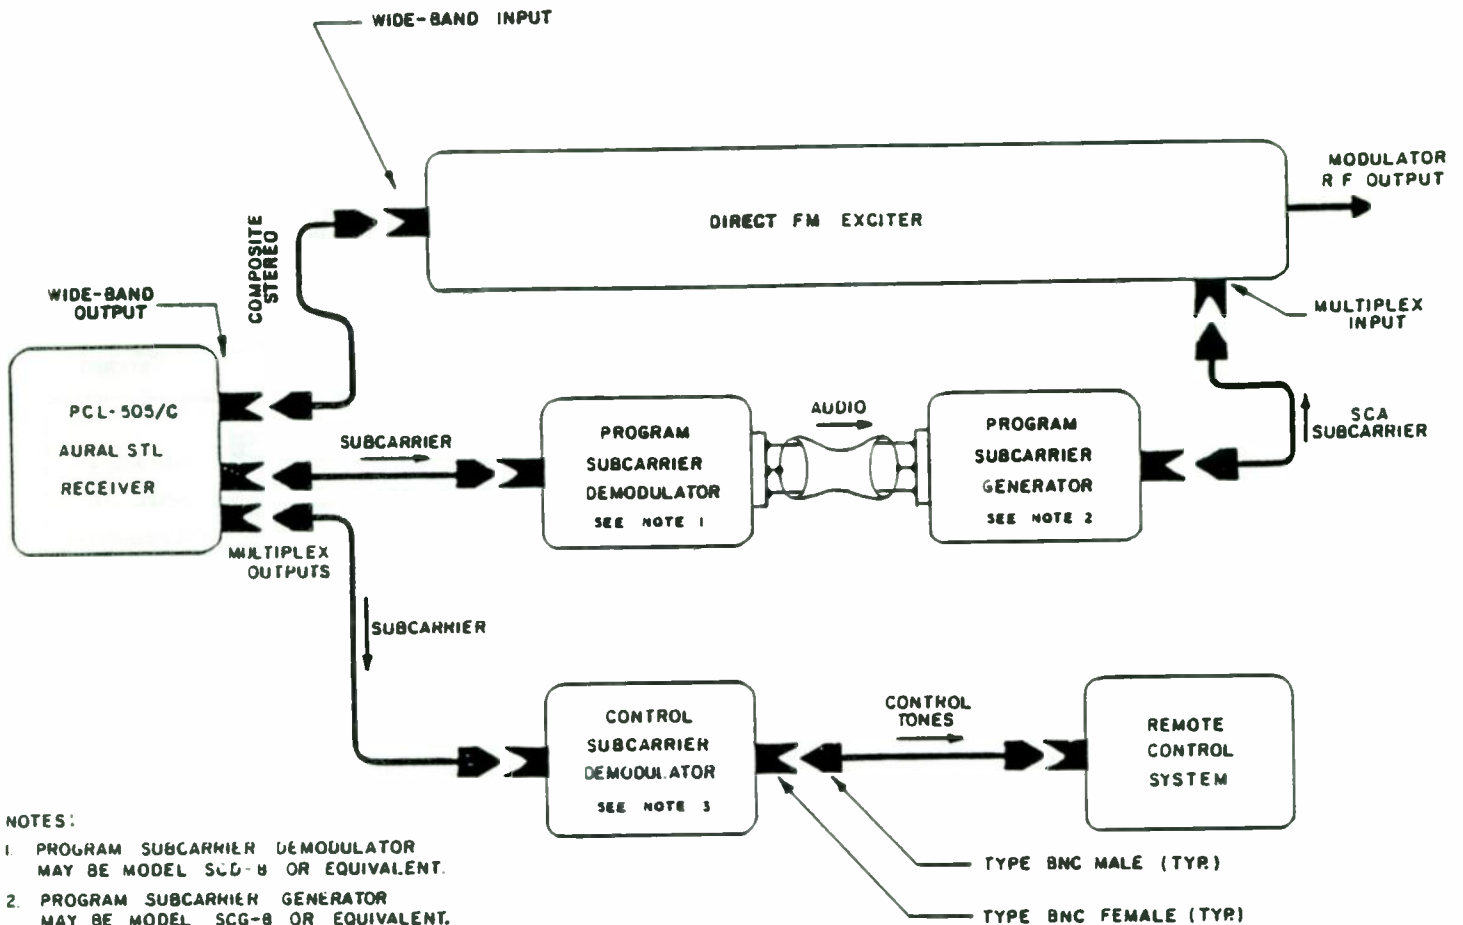 WIDE-BAND INPUT
MODULATOR
RF OUTPUT
DIRECT FM EXCITER
COMPOSITE
STEREO
WIDE-BAND
OUTPUT
MULTIPLEX
INPUT
PCL-505/C
AURAL STL
RECEIVER
SUBCARRIER
PROGRAM
SUBCARRIER
DEMODULATOR
SEE NOTE 1
AUDIO
PROGRAM
SUBCARRIER
GENERATOR
SEE NOTE 2
SCA
SUBCARRIER
MULTIPLEX
OUTPUTS
SUBCARRIER
CONTROL
SUBCARRIER
DEMODULATOR
SEE NOTE 3
CONTROL
TONES
REMOTE
CONTROL
SYSTEM
NOTES:
1. PROGRAM SUBCARRIER DEMODULATOR
MAY BE MODEL SCD-8 OR EQUIVALENT.
2. PROGRAM SUBCARRIER GENERATOR
MAY BE MODEL SCG-8 OR EQUIVALENT.
TYPE BNC MALE (TYP.)
TYPE BNC FEMALE (TYP.)